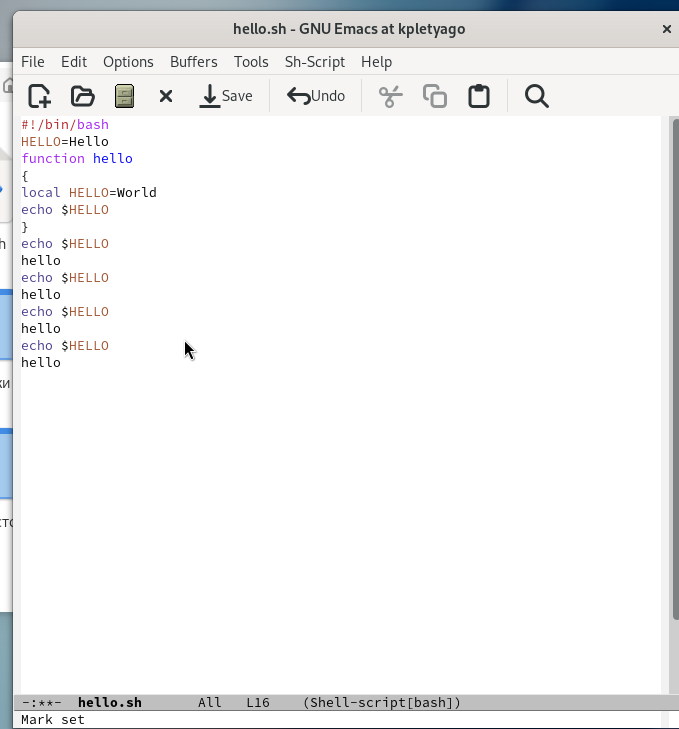 hello.sh - GNU Emacs at kpletyago ×
File Edit Options Buffers Tools Sh-Script Help
Save Undo
#!/bin/bash
HELLO=Hello
function hello
{
local HELLO=World
echo $HELLO
}
echo $HELLO
hello
echo $HELLO
hello
echo $HELLO
hello
echo $HELLO
hello
-:**- hello.sh All L16 (Shell-script[bash])
Mark set